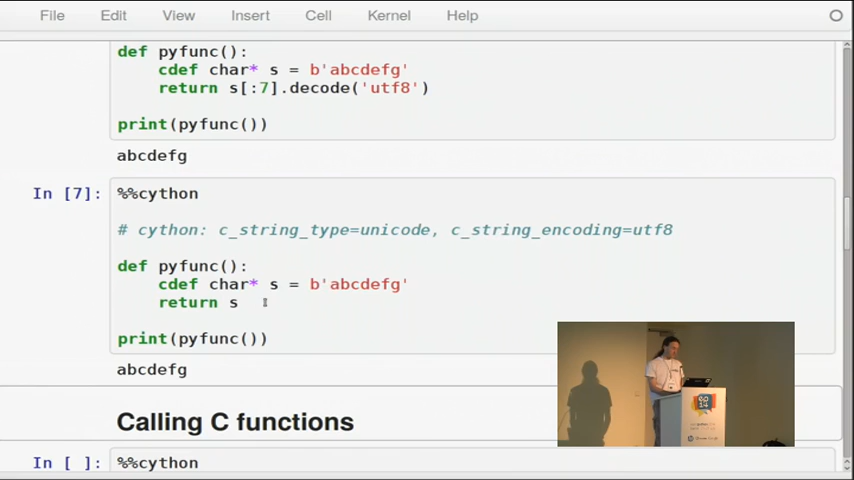 File Edit View Insert Cell Kernel Help
def pyfunc():
cdef char* s = b'abcdefg'
return s[:7].decode('utf8')
print(pyfunc())
abcdefg
In [7]: %%cython
# cython: c_string_type=unicode, c_string_encoding=utf8
def pyfunc():
cdef char* s = b'abcdefg'
return s
print(pyfunc())
abcdefg
Calling C functions
In [ ]: %%cython